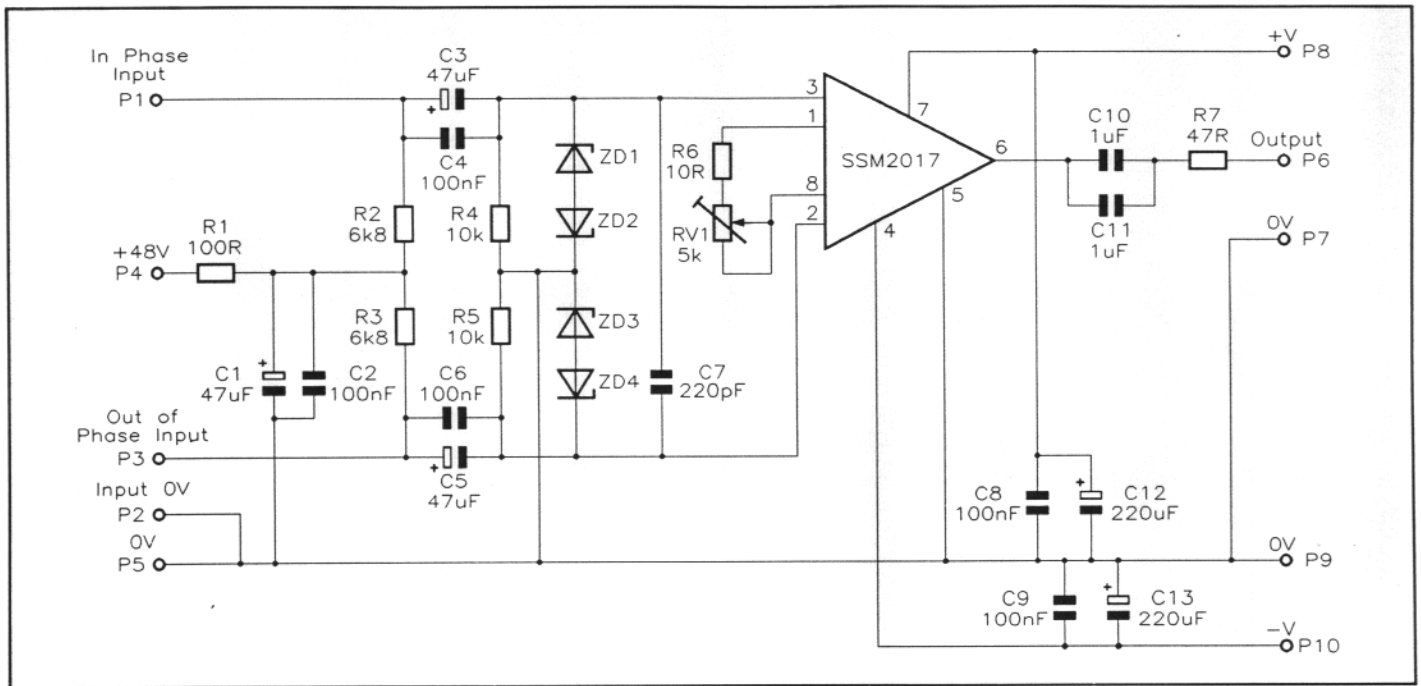 In Phase
Input
P1
C3
47uF
+
C4
100nF
R2
6k8
R4
10k
ZD1
ZD2
R6
10R
RV1
5k
3
1
8
2
7
SSM2017
6
5
4
+V
P8
C10
1uF
C11
1uF
R7
47R
Output
P6
0V
P7
R1
100R
+48V
P4
R3
6k8
R5
10k
ZD3
ZD4
C7
220pF
+
C1
47uF
C2
100nF
C6
100nF
Out of
Phase Input
P3
+
C5
47uF
Input 0V
P2
0V
P5
C8
100nF
+
C12
220uF
0V
P9
C9
100nF
+
C13
220uF
-V
P10